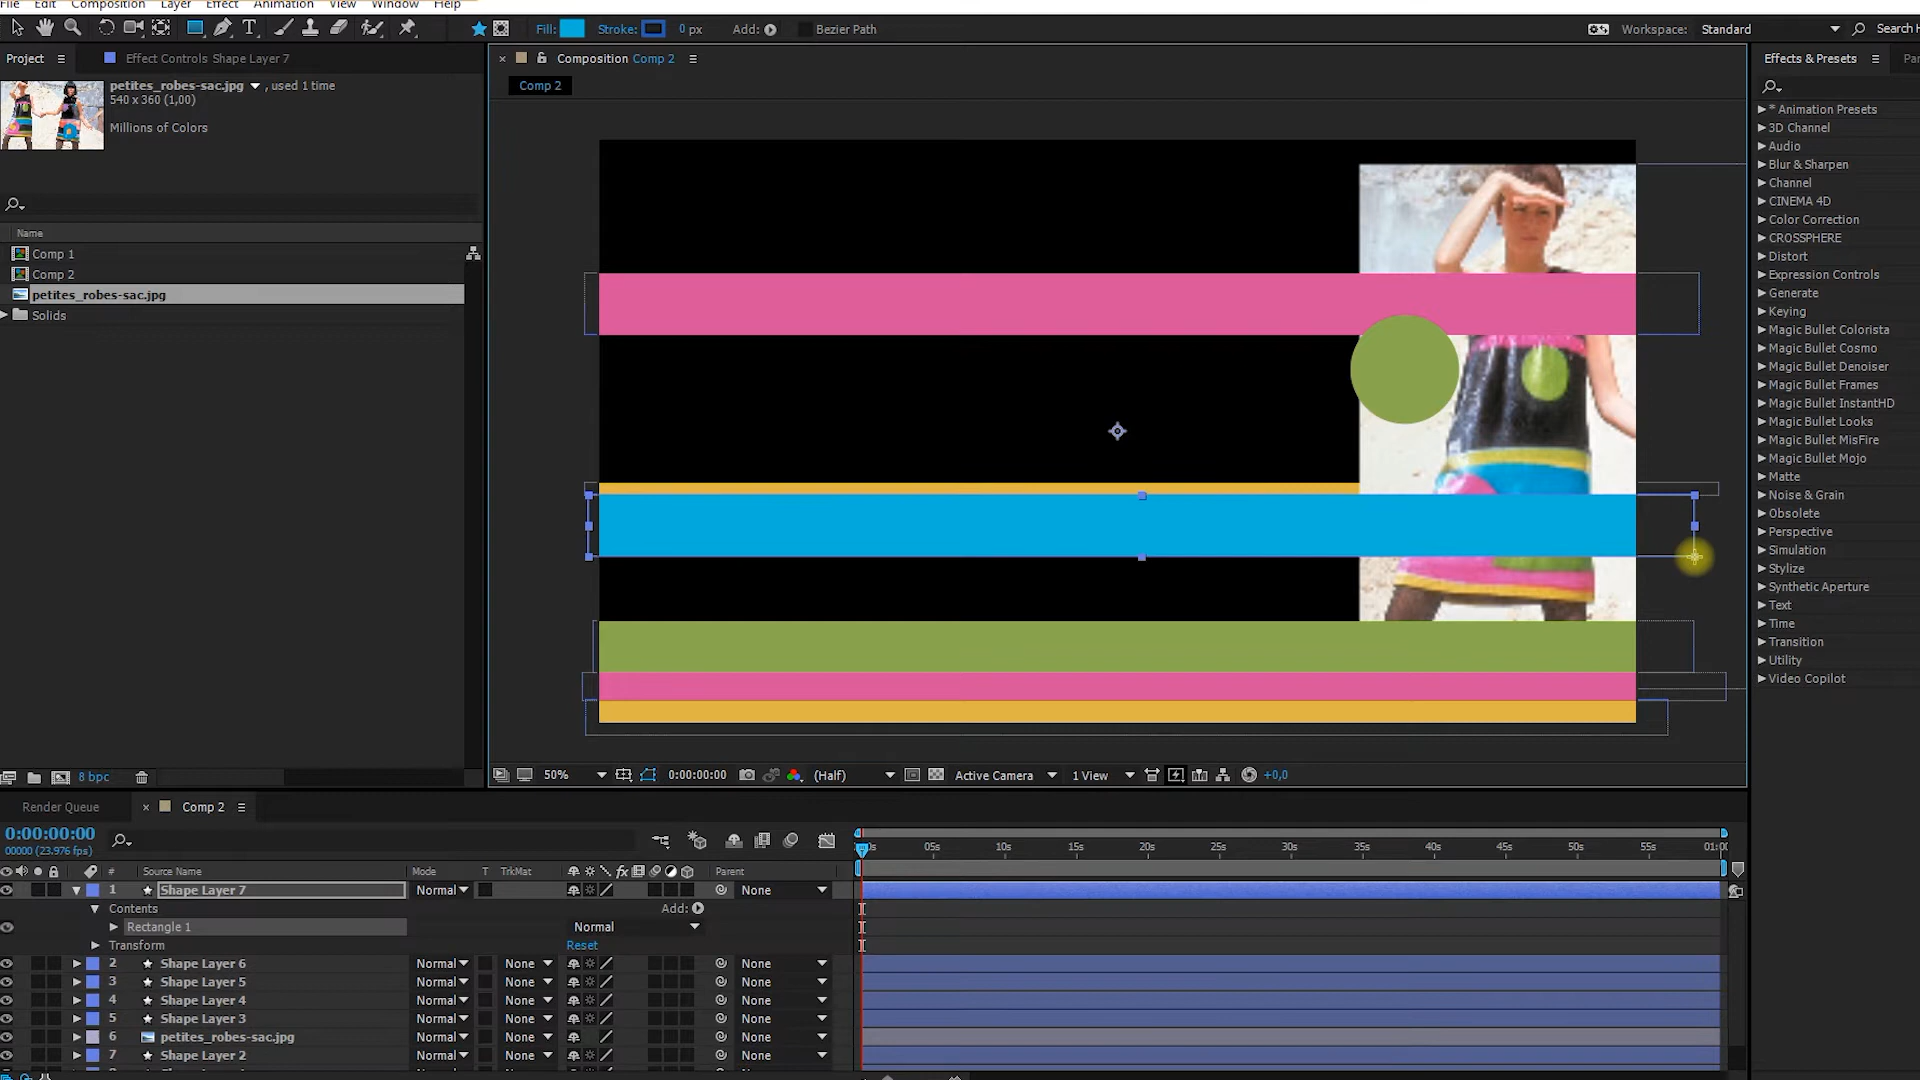 File Edit Composition Layer Effect Animation View Window Help
Fill: Stroke: 0 px Add: Bezier Path Workspace: Standard Search H
Project Effect Controls Shape Layer 7
petites_robes-sac.jpg , used 1 time
540 x 360 (1,00)
Millions of Colors
Name
Comp 1
Comp 2
petites_robes-sac.jpg
Solids
8 bpc
Composition Comp 2
Comp 2
50% 0:00:00:00 (Half) Active Camera 1 View +0,0
Effects & Presets Par
* Animation Presets
3D Channel
Audio
Blur & Sharpen
Channel
CINEMA 4D
Color Correction
CROSSPHERE
Distort
Expression Controls
Generate
Keying
Magic Bullet Colorista
Magic Bullet Cosmo
Magic Bullet Denoiser
Magic Bullet Frames
Magic Bullet InstantHD
Magic Bullet Looks
Magic Bullet MisFire
Magic Bullet Mojo
Matte
Noise & Grain
Obsolete
Perspective
Simulation
Stylize
Synthetic Aperture
Text
Time
Transition
Utility
Video Copilot
Render Queue Comp 2
0:00:00:00
00000 (23.976 fps)
05s 10s 15s 20s 25s 30s 35s 40s 45s 50s 55s 01:00
# Source Name Mode T TrkMat fx Parent
1 Shape Layer 7 Normal None
Contents Add:
Rectangle 1 Normal
Transform Reset
2 Shape Layer 6 Normal None None
3 Shape Layer 5 Normal None None
4 Shape Layer 4 Normal None None
5 Shape Layer 3 Normal None None
6 petites_robes-sac.jpg Normal None None
7 Shape Layer 2 Normal None None